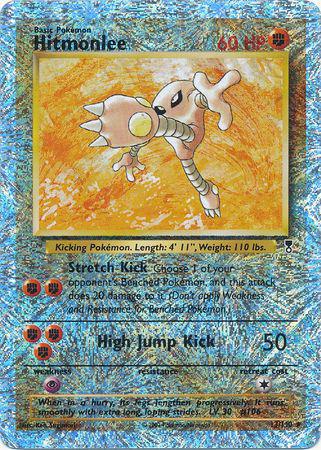 Basic Pokémon
Hitmonlee 60 HP
Kicking Pokémon. Length: 4' 11", Weight: 110 lbs.
Stretch Kick Choose 1 of your
opponent's Benched Pokémon, and this attack
does 20 damage to it. (Don't apply Weakness
and Resistance for Benched Pokémon.)
High Jump Kick 50
weakness resistance retreat cost
When in a hurry, its legs lengthen progressively. It runs
smoothly with extra long, loping strides. LV. 30 #106
Illus. Ken Sugimori